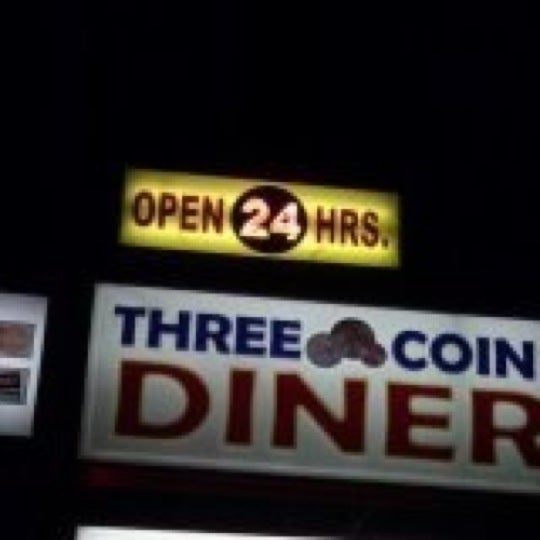 OPEN 24 HRS.
THREE COIN
DINER